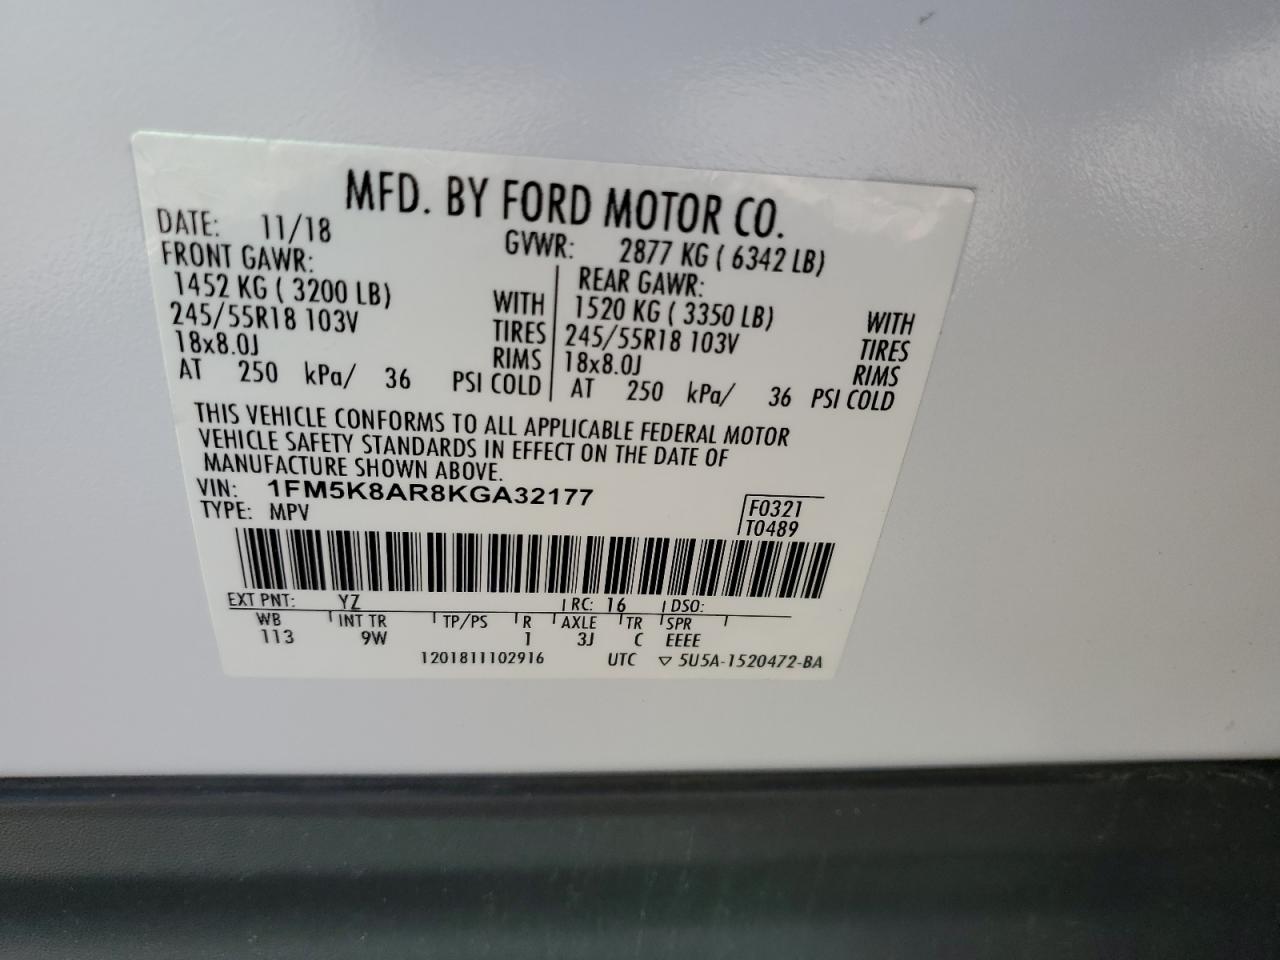 MFD. BY FORD MOTOR CO.
DATE: 11/18 GVWR: 2877 KG ( 6342 LB)
FRONT GAWR: REAR GAWR:
1452 KG ( 3200 LB) WITH 1520 KG ( 3350 LB) WITH
245/55R18 103V TIRES 245/55R18 103V TIRES
18x8.0J RIMS 18x8.0J RIMS
AT 250 kPa/ 36 PSI COLD AT 250 kPa/ 36 PSI COLD
THIS VEHICLE CONFORMS TO ALL APPLICABLE FEDERAL MOTOR
VEHICLE SAFETY STANDARDS IN EFFECT ON THE DATE OF
MANUFACTURE SHOWN ABOVE.
VIN: 1FM5K8AR8KGA32177
TYPE: MPV
F0321
T0489
EXT PNT: YZ RC: 16 DSO:
WB INT TR TP/PS R AXLE TR SPR
113 9W 1 3J C EEEE
1201811102916 UTC ▽ 5U5A-1520472-BA